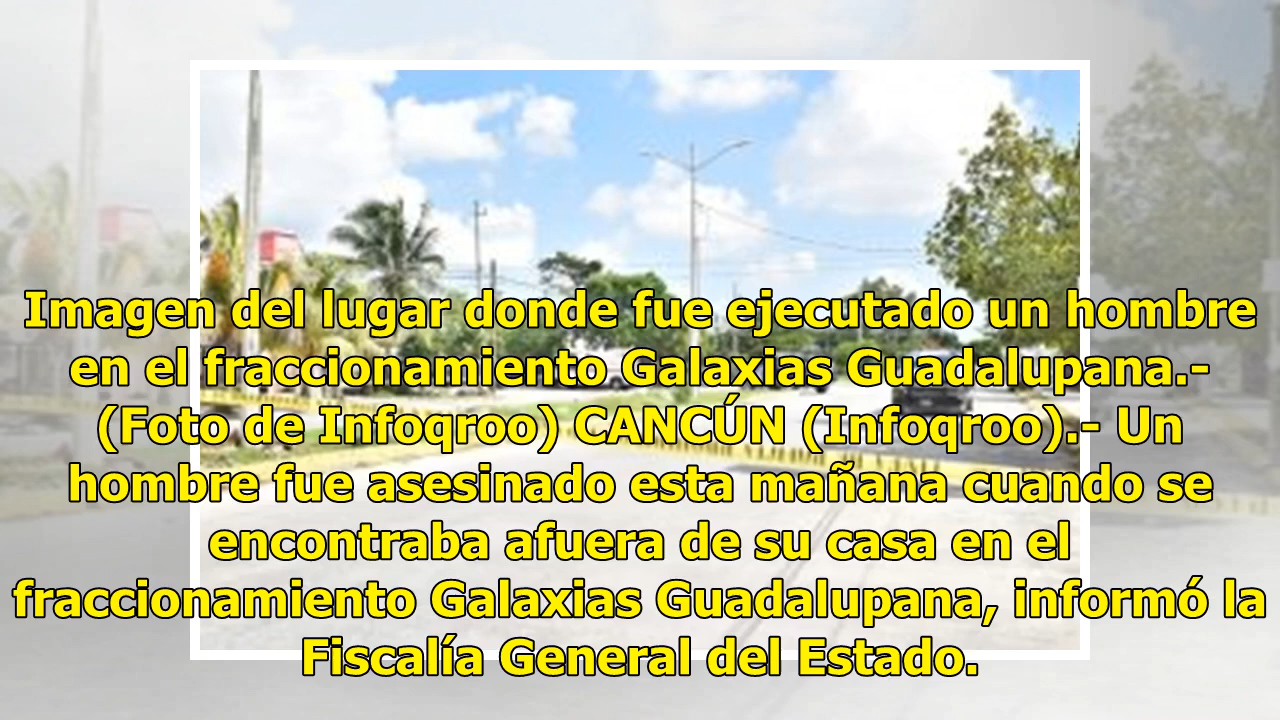 Imagen del lugar donde fue ejecutado un hombre
en el fraccionamiento Galaxias Guadalupana.-
(Foto de Infoqroo) CANCÚN (Infoqroo).- Un
hombre fue asesinado esta mañana cuando se
encontraba afuera de su casa en el
fraccionamiento Galaxias Guadalupana, informó la
Fiscalía General del Estado.